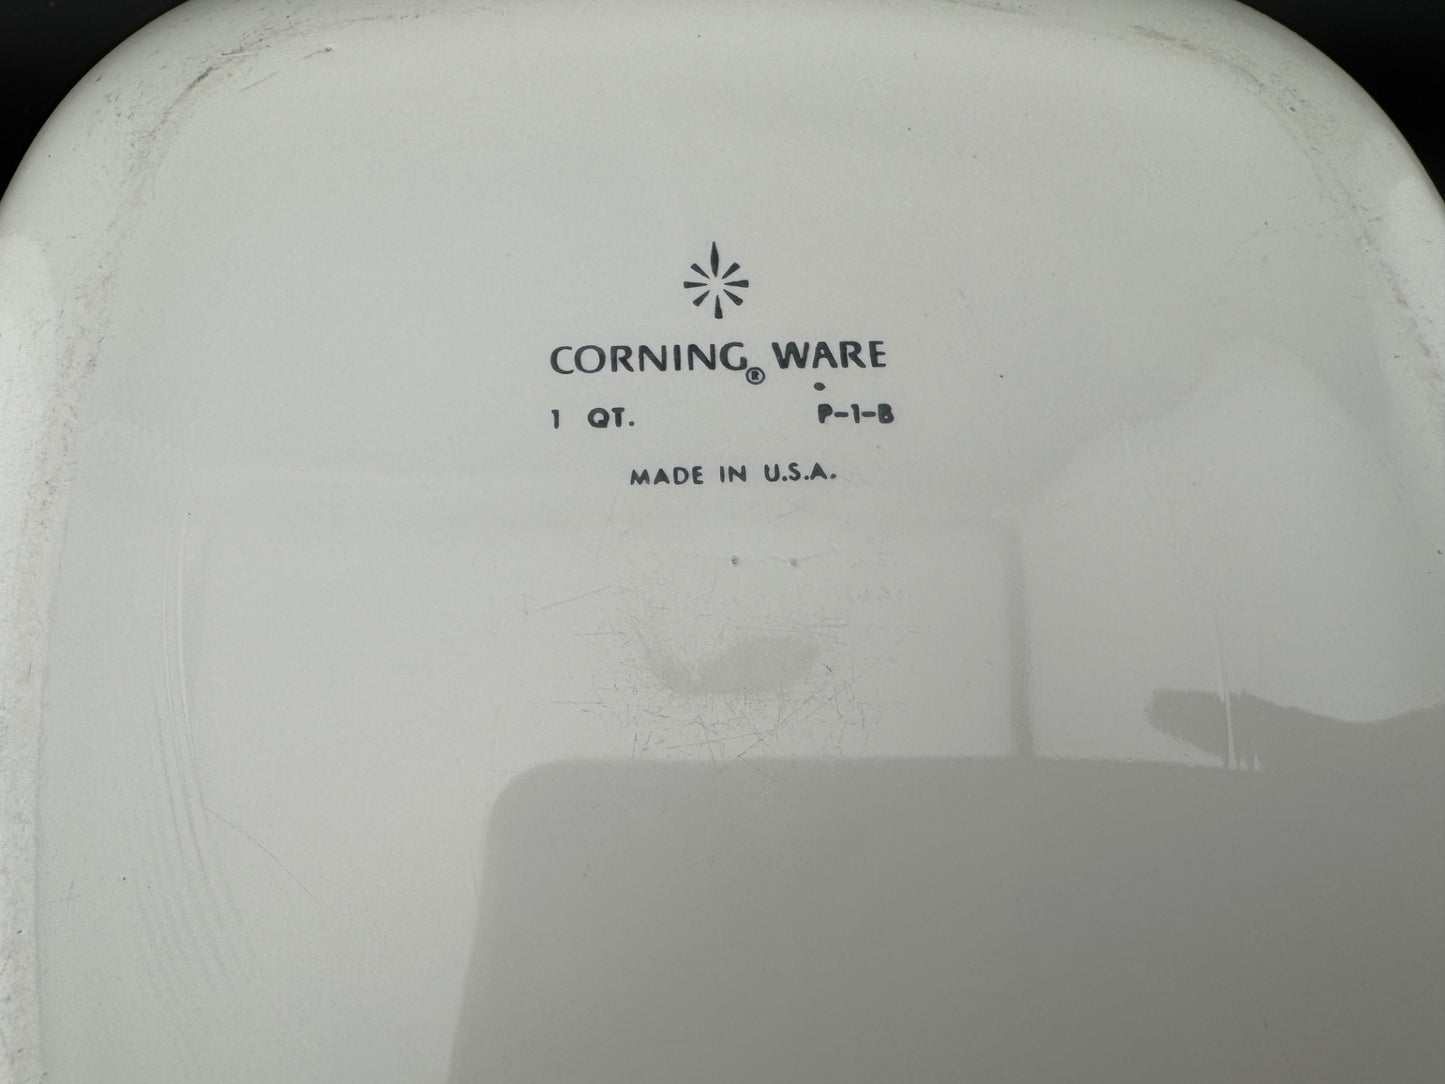 CORNING® WARE
1 QT. P-1-B
MADE IN U.S.A.